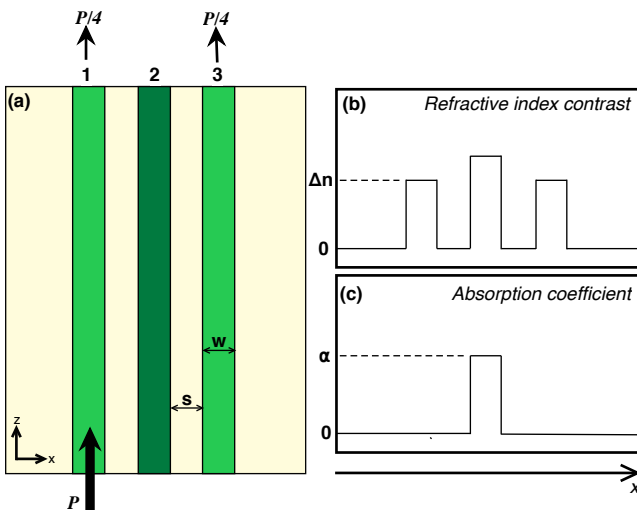 P/4 P/4
1 2 3
(a)
w
s
z
x
P
(b) Refractive index contrast
Δn
0
(c) Absorption coefficient
α
0
x